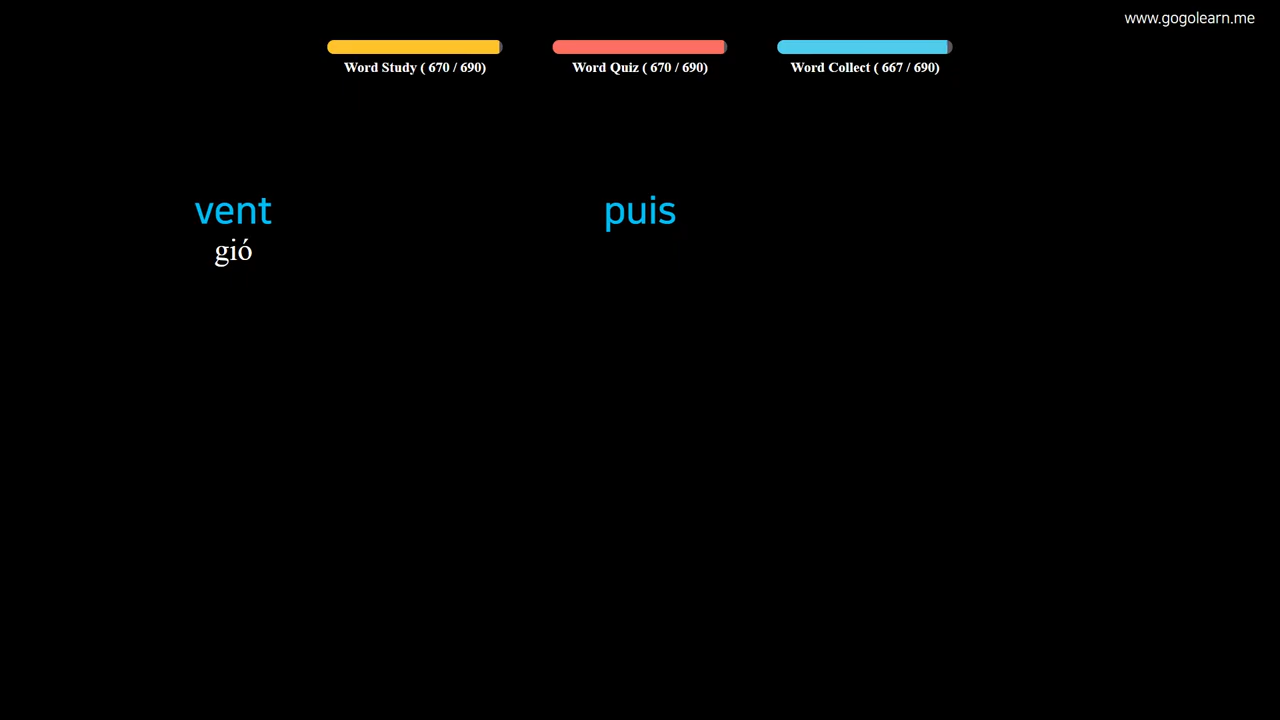 www.gogolearn.me
Word Study ( 670 / 690)
Word Quiz ( 670 / 690)
Word Collect ( 667 / 690)
vent
puis
gió